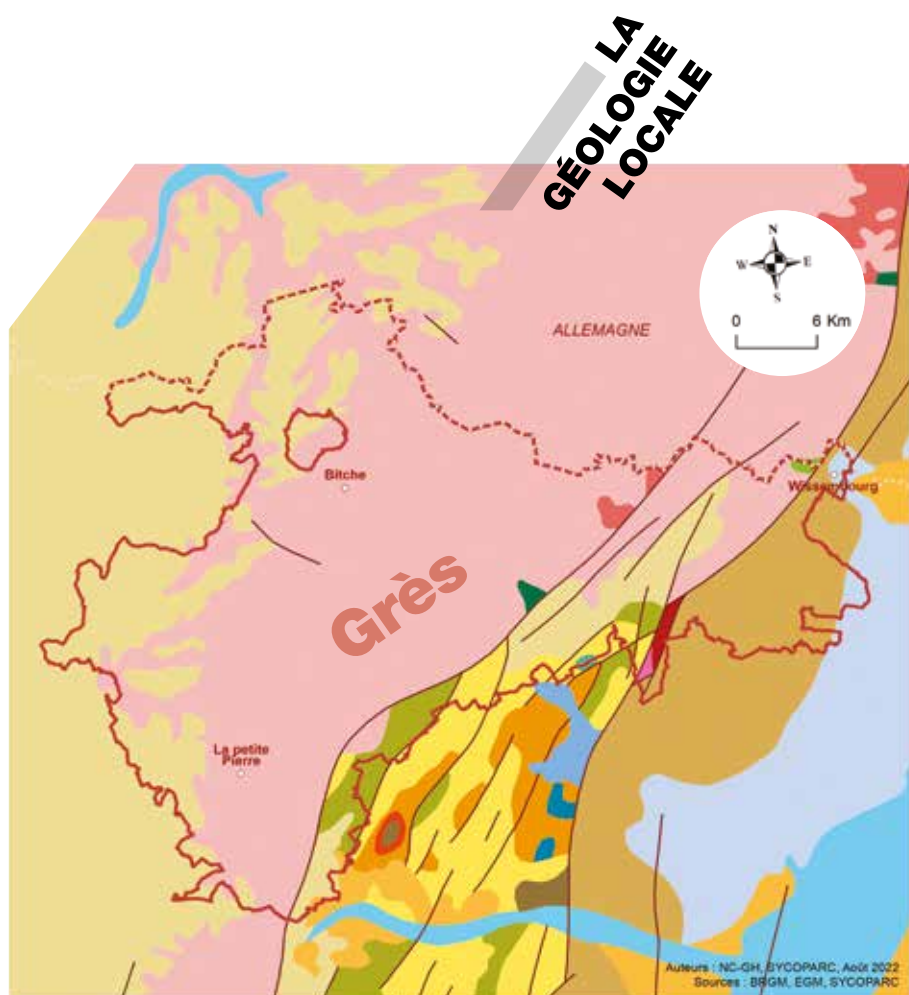 LA
GÉOLOGIE
LOCALE
N
W E
S
0 6 Km
ALLEMAGNE
Bitche
Wissembourg
Grès
La petite
Pierre
Auteurs : NC-GH, SYCOPARC, Août 2022
Sources : BRGM, EGM, SYCOPARC